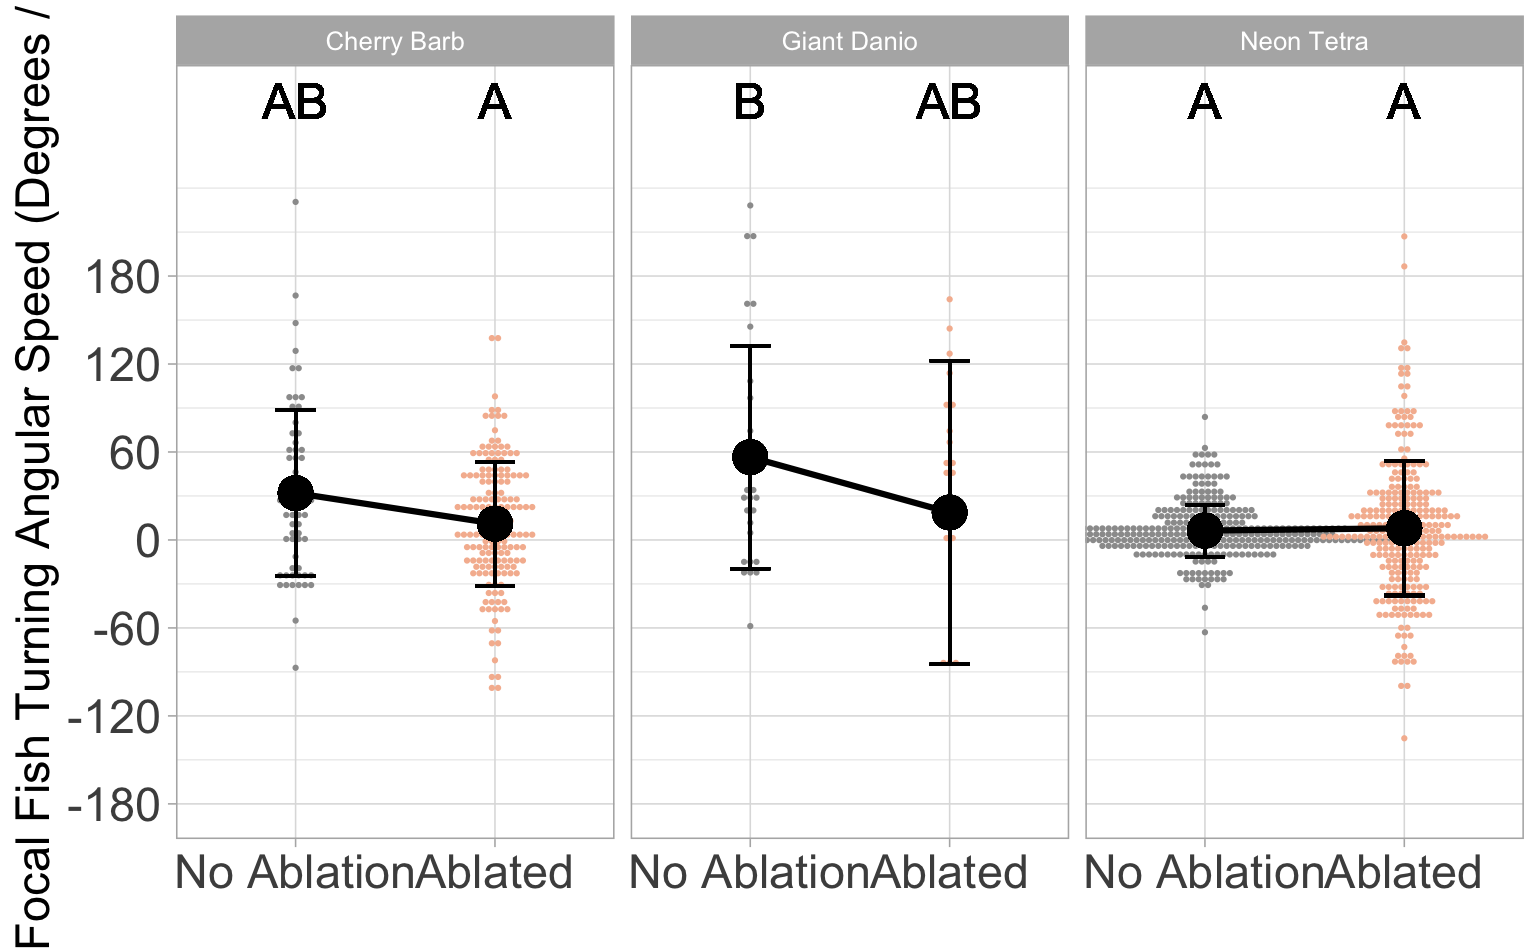 Cherry Barb
Giant Danio
Neon Tetra
AB
A
B
AB
A
A
Focal Fish Turning Angular Speed (Degrees /
180
120
60
0
-60
-120
-180
No Ablation
Ablated
No Ablation
Ablated
No Ablation
Ablated